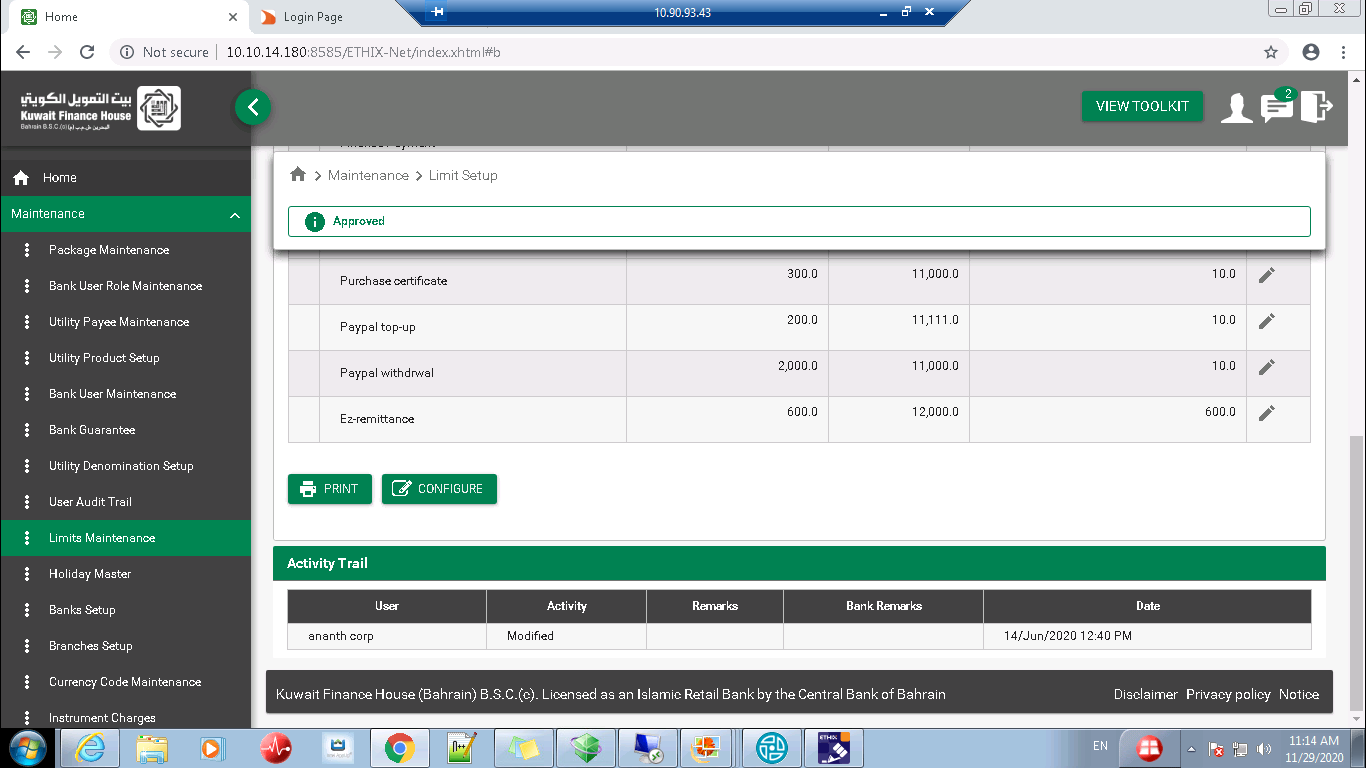 Home
Login Page
10.90.93.43
Not secure
10.10.14.180:8585/ETHIX-Net/index.xhtml#b
بيت التمويل الكويتي
Kuwait Finance House
VIEW TOOLKIT
2
Home
Maintenance > Limit Setup
Maintenance
Approved
Package Maintenance
Bank User Role Maintenance
Utility Payee Maintenance
Utility Product Setup
Bank User Maintenance
Bank Guarantee
Utility Denomination Setup
User Audit Trail
Limits Maintenance
Holiday Master
Banks Setup
Branches Setup
Currency Code Maintenance
Instrument Charges
Purchase certificate 300.0 11,000.0 10.0
Paypal top-up 200.0 11,111.0 10.0
Paypal withdrwal 2,000.0 11,000.0 10.0
Ez-remittance 600.0 12,000.0 600.0
PRINT
CONFIGURE
Activity Trail
User Activity Remarks Bank Remarks Date
ananth corp Modified 14/Jun/2020 12:40 PM
Kuwait Finance House (Bahrain) B.S.C.(c). Licensed as an Islamic Retail Bank by the Central Bank of Bahrain
Disclaimer Privacy policy Notice
ETHIX
EN
11:14 AM
11/29/2020